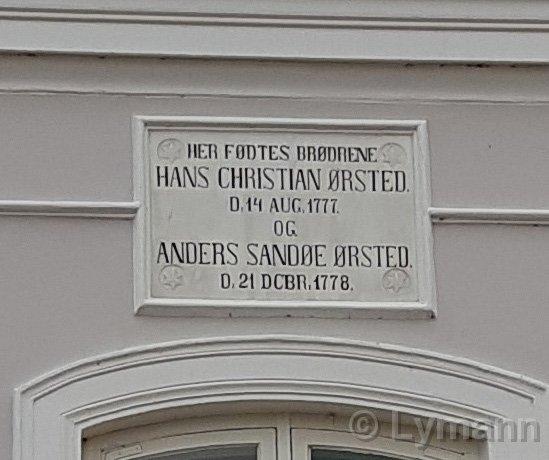 HER FØDTES BRØDRENE
HANS CHRISTIAN ØRSTED.
D. 14 AUG. 1777.
OG
ANDERS SANDØE ØRSTED.
D. 21 DCBR. 1778.
© Lymann